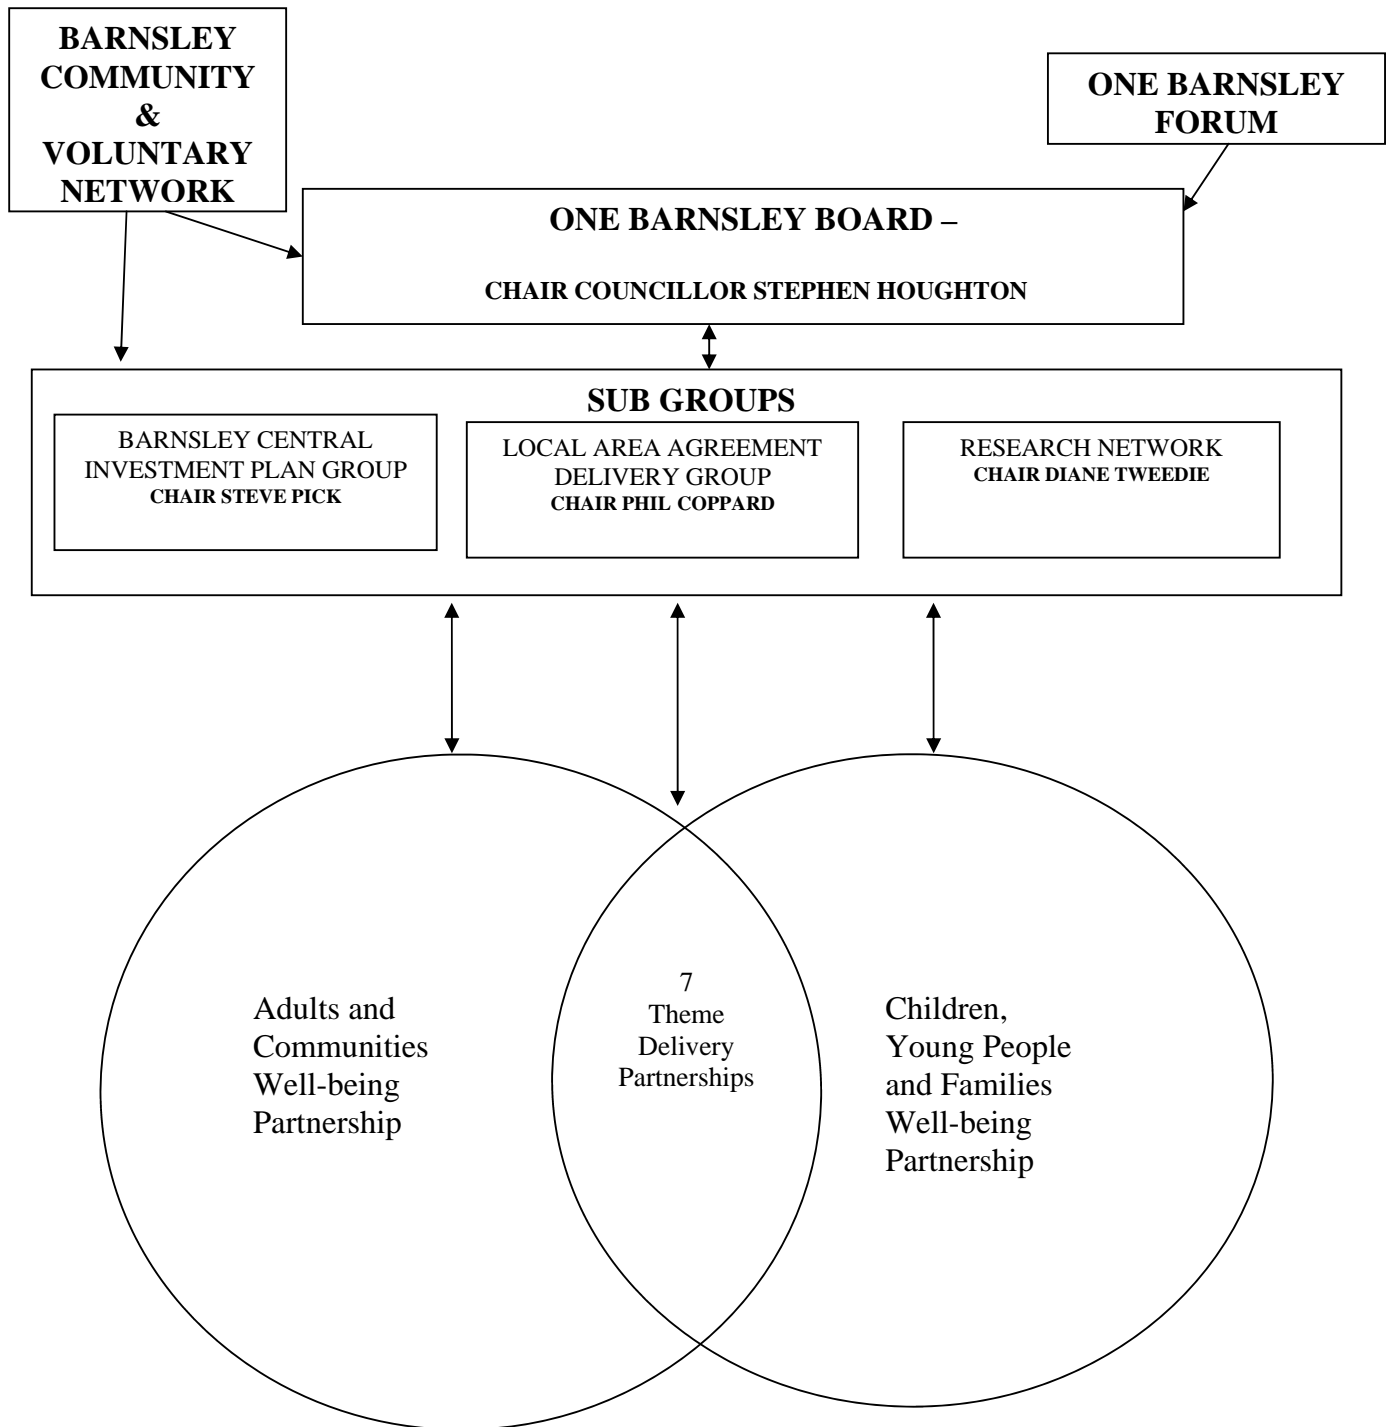 BARNSLEY
COMMUNITY
&
VOLUNTARY
NETWORK
ONE BARNSLEY
FORUM
ONE BARNSLEY BOARD –
CHAIR COUNCILLOR STEPHEN HOUGHTON
SUB GROUPS
BARNSLEY CENTRAL
INVESTMENT PLAN GROUP
CHAIR STEVE PICK
LOCAL AREA AGREEMENT
DELIVERY GROUP
CHAIR PHIL COPPARD
RESEARCH NETWORK
CHAIR DIANE TWEEDIE
Adults and
Communities
Well-being
Partnership
7
Theme
Delivery
Partnerships
Children,
Young People
and Families
Well-being
Partnership